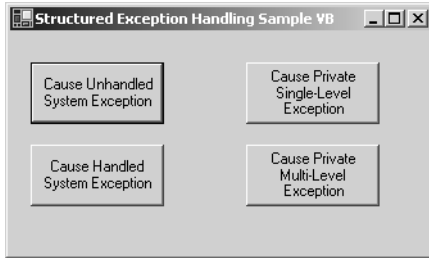 Structured Exception Handling Sample VB
Cause Unhandled
System Exception
Cause Private
Single-Level
Exception
Cause Handled
System Exception
Cause Private
Multi-Level
Exception